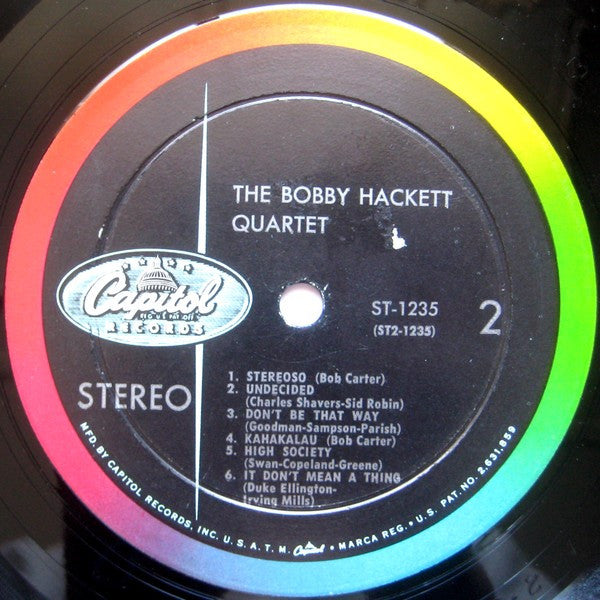 THE BOBBY HACKETT
QUARTET
Capitol
REG. U.S. PAT. OFF.
RECORDS
ST-1235
(ST2-1235)
2
STEREO
1. STEREOSO (Bob Carter)
2. UNDECIDED
(Charles Shavers-Sid Robin)
3. DON'T BE THAT WAY
(Goodman-Sampson-Parish)
4. KAHAKALAU (Bob Carter)
5. HIGH SOCIETY
(Swan-Copeland-Greene)
6. IT DON'T MEAN A THING
(Duke Ellington-
Irving Mills)
MFD. BY CAPITOL RECORDS, INC. U.S.A. T.M. Capitol • MARCA REG. • U.S. PAT. NO. 2,631,859